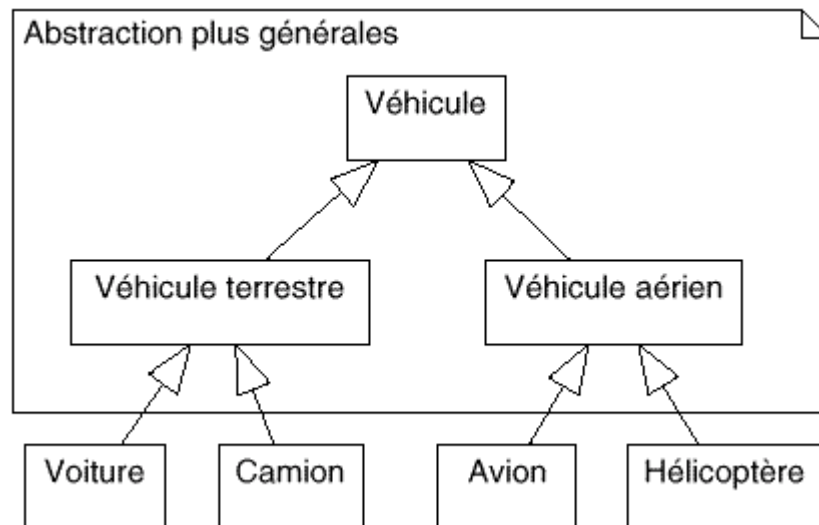 Abstraction plus générales
Véhicule
Véhicule terrestre
Véhicule aérien
Voiture
Camion
Avion
Hélicoptère